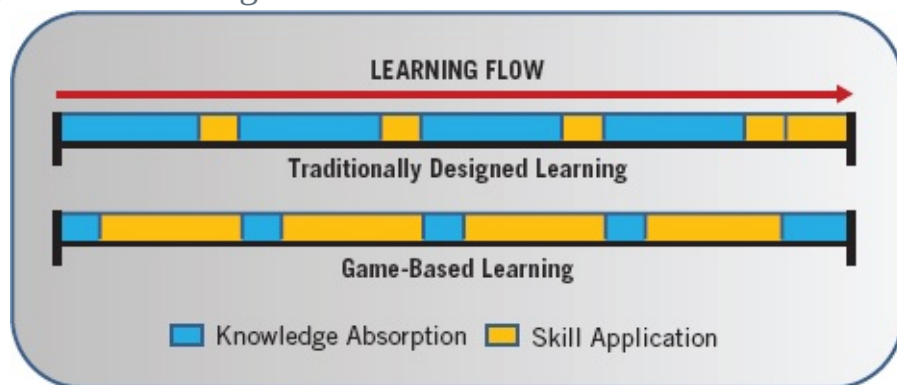 LEARNING FLOW
Traditionally Designed Learning
Game-Based Learning
Knowledge Absorption
Skill Application